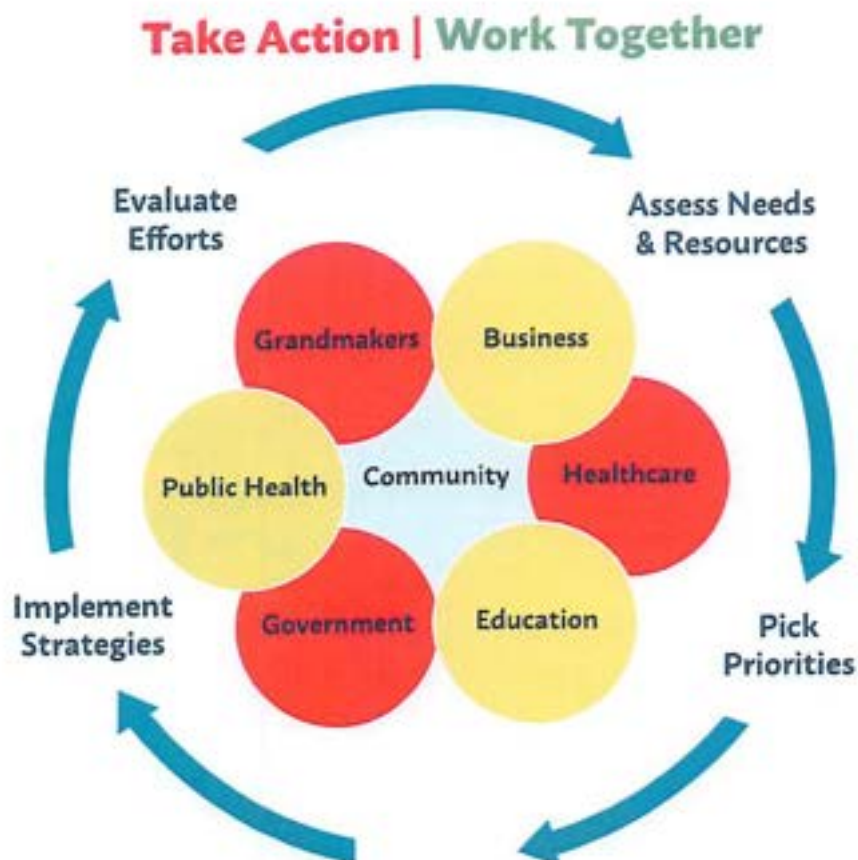 Take Action | Work Together
Evaluate
Efforts
Assess Needs
& Resources
Grandmakers
Business
Public Health
Community
Healthcare
Government
Education
Implement
Strategies
Pick
Priorities